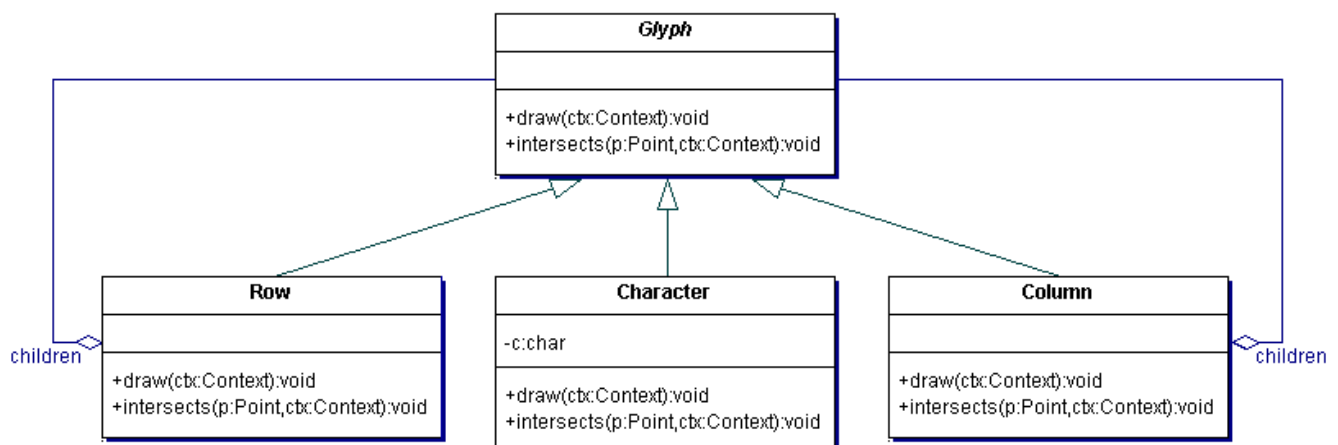 Glyph
+draw(ctx:Context):void
+intersects(p:Point,ctx:Context):void
Row
+draw(ctx:Context):void
+intersects(p:Point,ctx:Context):void
children
Character
-c:char
+draw(ctx:Context):void
+intersects(p:Point,ctx:Context):void
Column
+draw(ctx:Context):void
+intersects(p:Point,ctx:Context):void
children